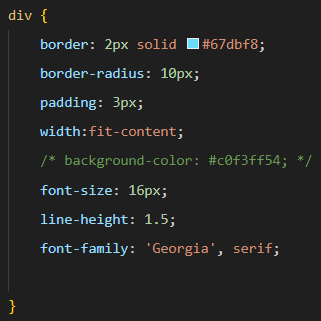 div {
border: 2px solid #67dbf8;
border-radius: 10px;
padding: 3px;
width:fit-content;
/* background-color: #c0f3ff54; */
font-size: 16px;
line-height: 1.5;
font-family: 'Georgia', serif;
}